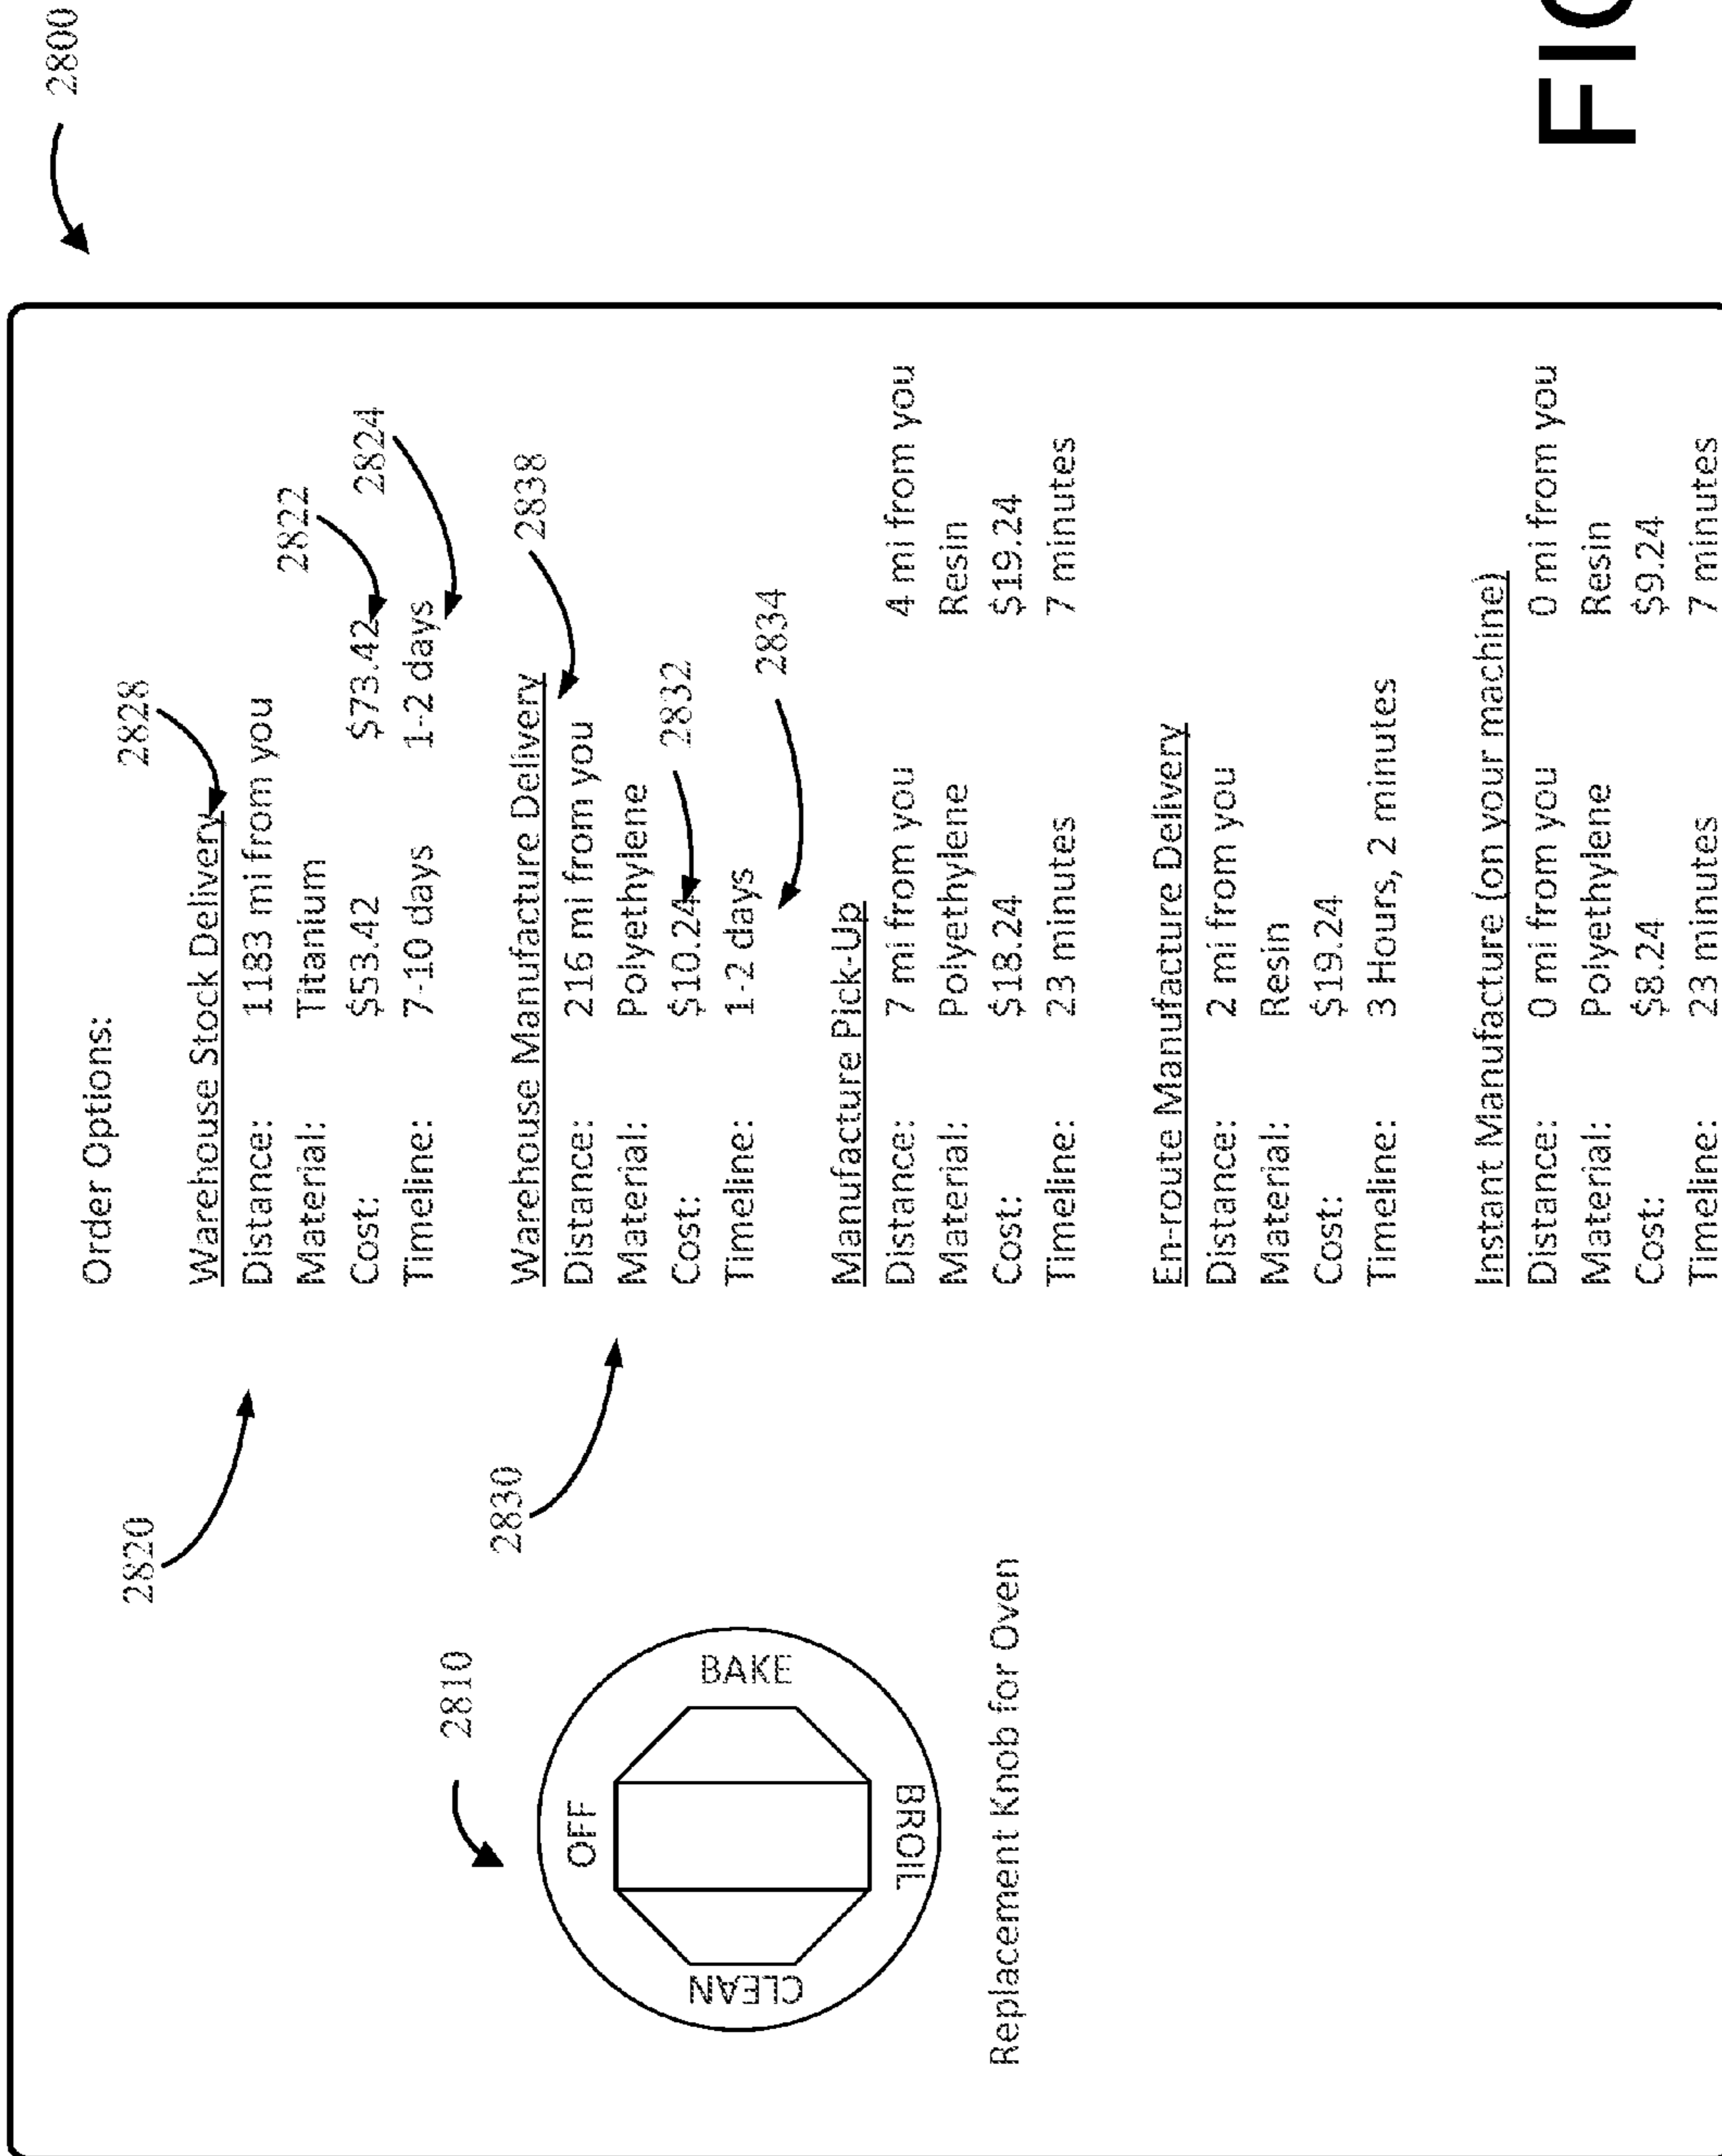 2800
Order Options:
2820
2828
Warehouse Stock Delivery
Distance: 1183 mi from you
Material: Titanium
2822
Cost: $53.42 $73.42
2824
Timeline: 7-10 days 1-2 days
2830
2838
Warehouse Manufacture Delivery
Distance: 216 mi from you
Material: Polyethylene
2832
Cost: $10.24
Timeline: 1-2 days
2834
Manufacture Pick-Up
Distance: 7 mi from you 4 mi from you
Material: Polyethylene Resin
Cost: $18.24 $19.24
Timeline: 23 minutes 7 minutes
En-route Manufacture Delivery
Distance: 2 mi from you
Material: Resin
Cost: $19.24
Timeline: 3 Hours, 2 minutes
Instant Manufacture (on your machine)
Distance: 0 mi from you 0 mi from you
Material: Polyethylene Resin
Cost: $8.24 $9.24
Timeline: 23 minutes 7 minutes
2810
OFF
BAKE
BROIL
CLEAN
Replacement Knob for Oven